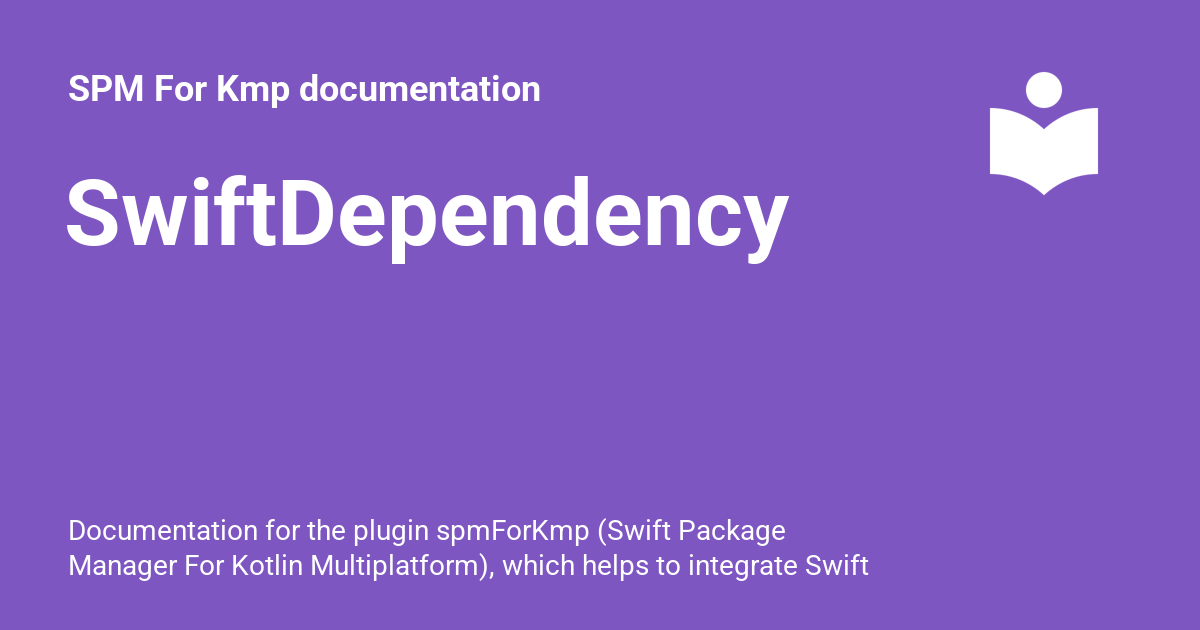 SPM For Kmp documentation
SwiftDependency
Documentation for the plugin spmForKmp (Swift Package
Manager For Kotlin Multiplatform), which helps to integrate Swift